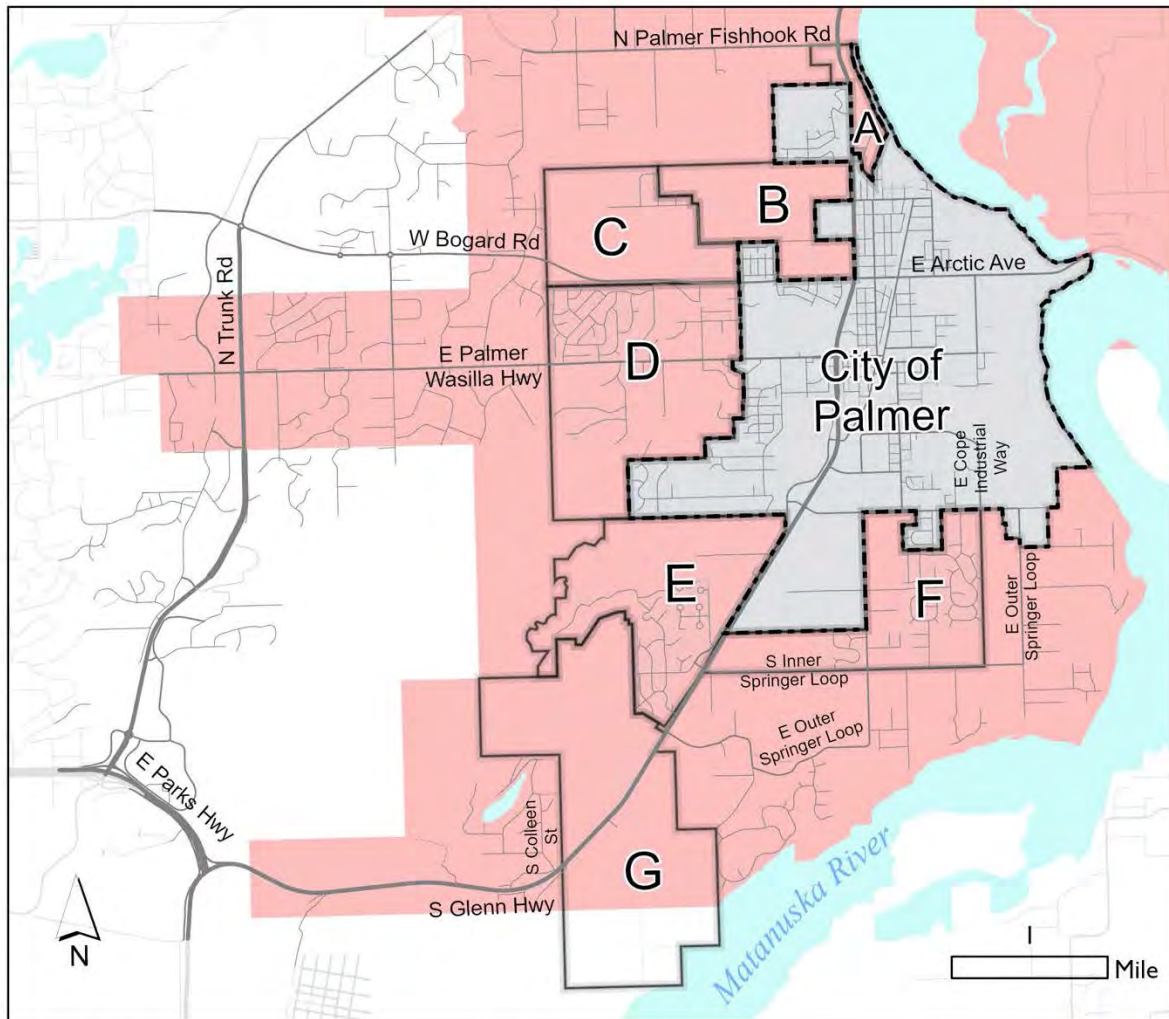 N Palmer Fishhook Rd
A
B
C
W Bogard Rd
E Arctic Ave
N Trunk Rd
D
E Palmer
Wasilla Hwy
City of
Palmer
E Cope
Industrial
Way
E
F
E Outer
Springer Loop
S Inner
Springer Loop
E Outer
Springer Loop
E Parks Hwy
S Colleen
St
G
S Glenn Hwy
Matanuska River
N
1
Mile